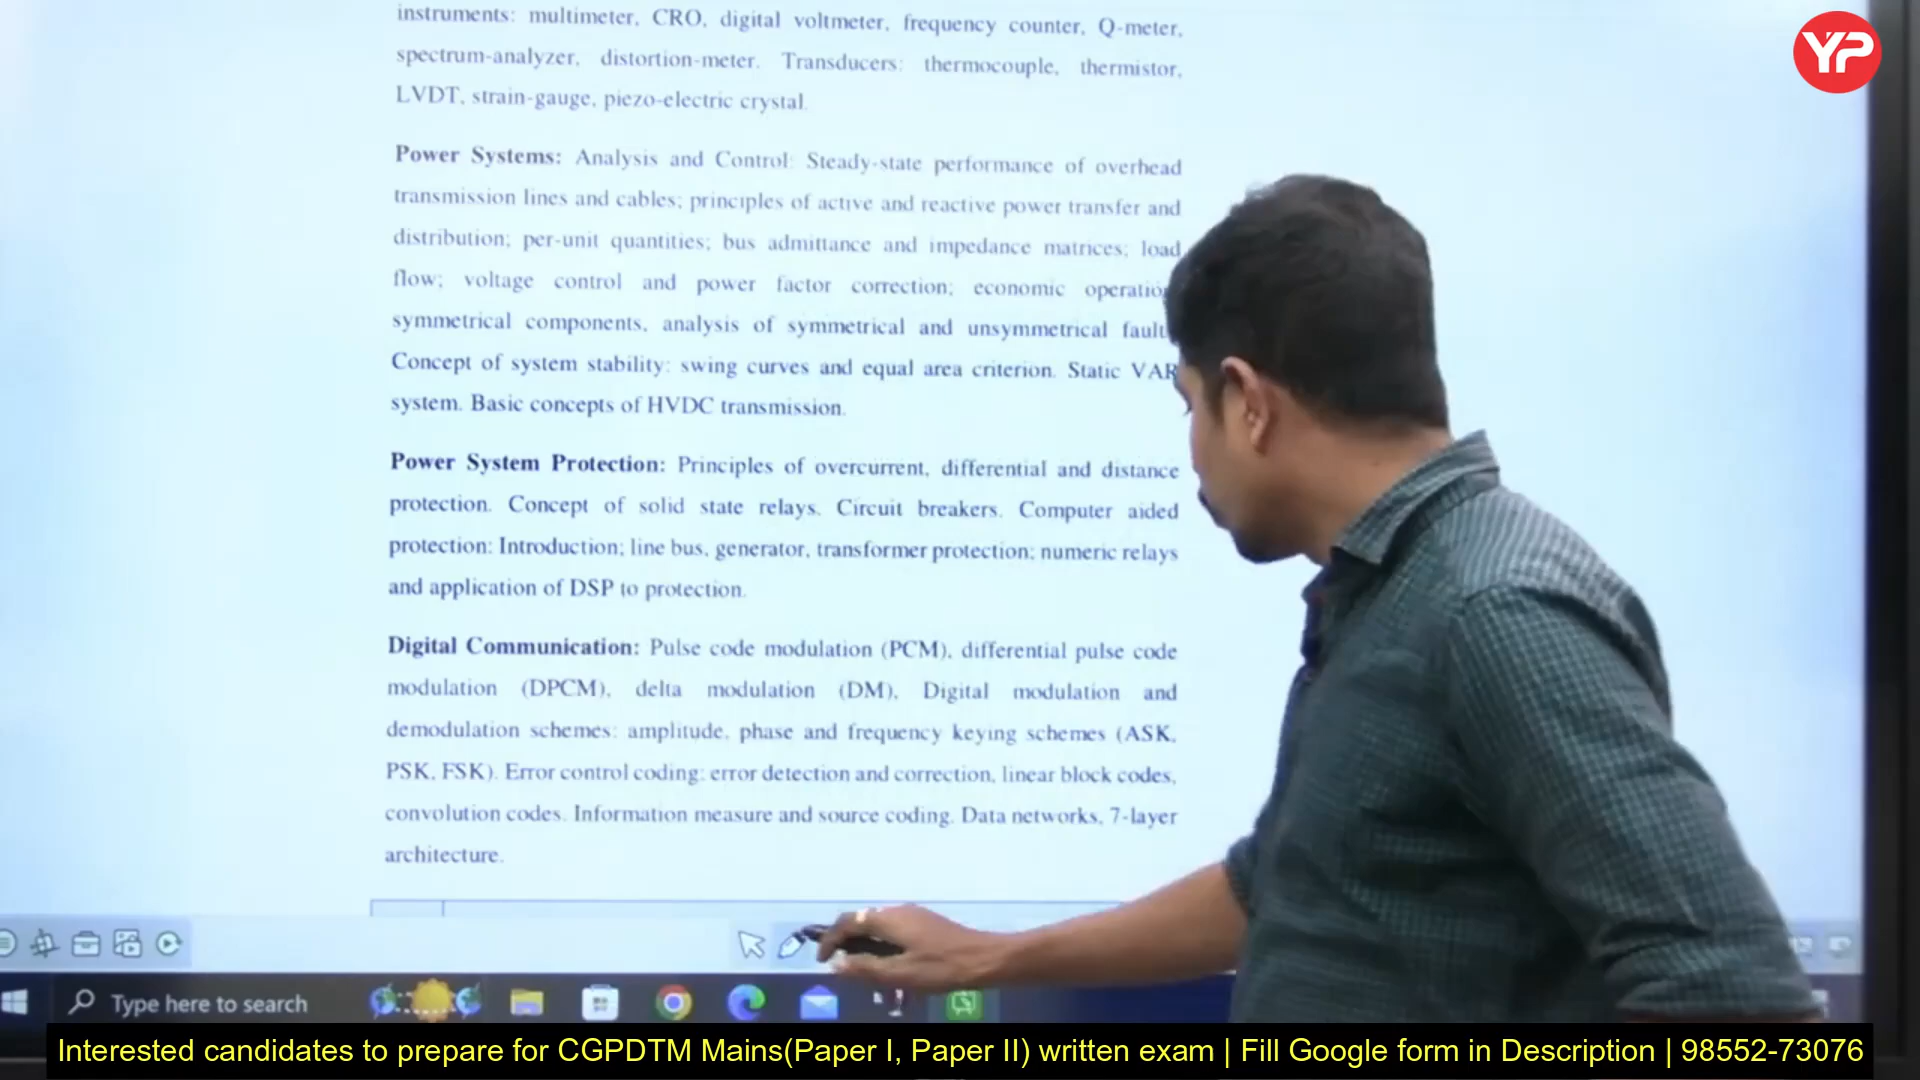 instruments: multimeter, CRO, digital voltmeter, frequency counter, Q-meter,
YP
spectrum-analyzer, distortion-meter. Transducers: thermocouple, thermistor,
LVDT, strain-gauge, piezo-electric crystal.
Power Systems: Analysis and Control: Steady-state performance of overhead
transmission lines and cables; principles of active and reactive power transfer and
distribution; per-unit quantities; bus admittance and impedance matrices; load
flow; voltage control and power factor correction; economic operatio
symmetrical components, analysis of symmetrical and unsymmetrical fault
Concept of system stability: swing curves and equal area criterion. Static VAR
system. Basic concepts of HVDC transmission.
Power System Protection: Principles of overcurrent, differential and distance
protection. Concept of solid state relays. Circuit breakers. Computer aided
protection: Introduction; line bus, generator, transformer protection; numeric relays
and application of DSP to protection.
Digital Communication: Pulse code modulation (PCM), differential pulse code
modulation (DPCM), delta modulation (DM), Digital modulation and
demodulation schemes: amplitude, phase and frequency keying schemes (ASK,
PSK, FSK). Error control coding: error detection and correction, linear block codes,
convolution codes. Information measure and source coding. Data networks, 7-layer
architecture.
Type here to search
Interested candidates to prepare for CGPDTM Mains(Paper I, Paper II) written exam | Fill Google form in Description | 98552-73076